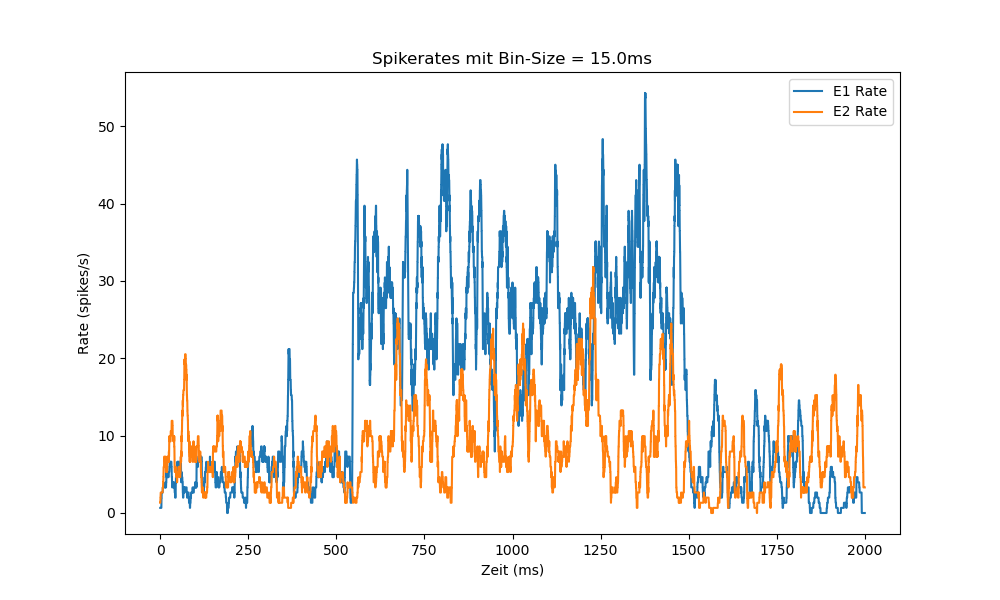 Spikerates mit Bin-Size = 15.0ms
E1 Rate
E2 Rate
Rate (spikes/s)
50
40
30
20
10
0
0 250 500 750 1000 1250 1500 1750 2000
Zeit (ms)